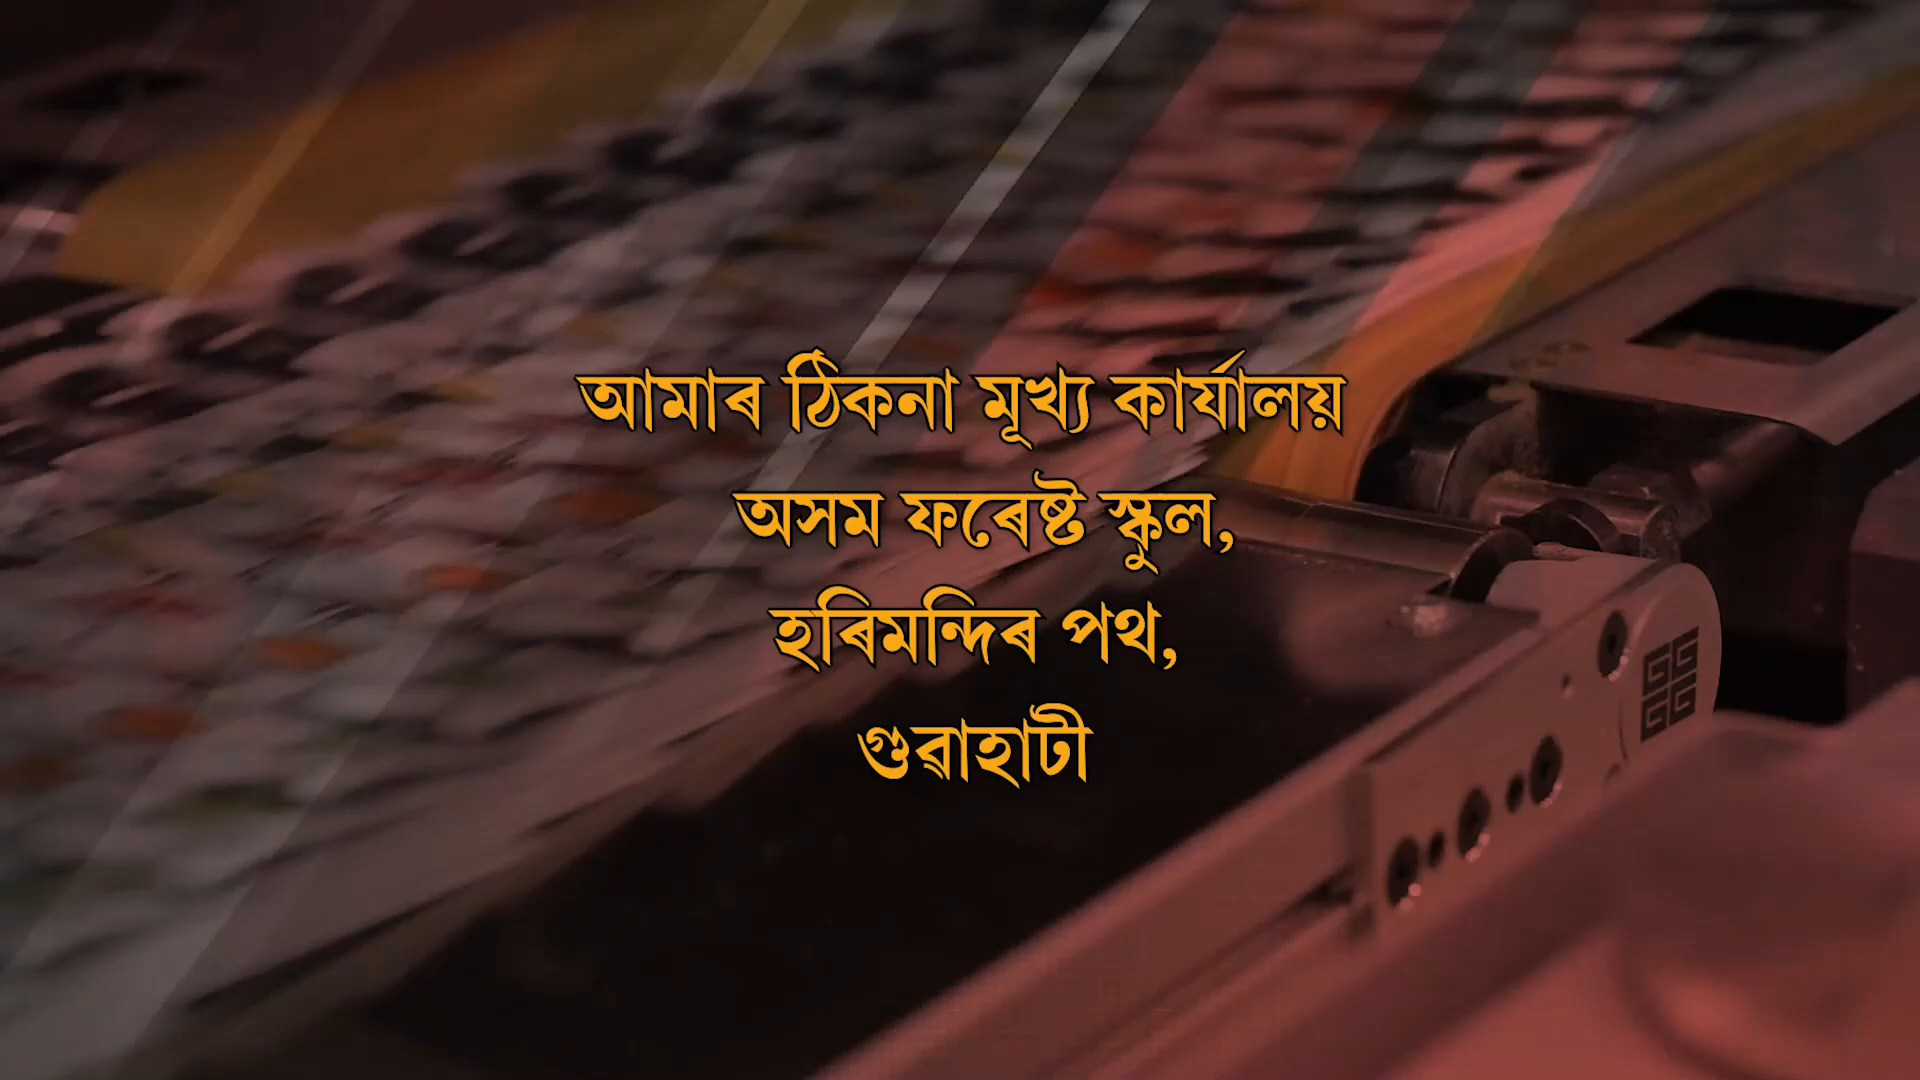 আমাৰ ঠিকনা মূখ্য কাৰ্যালয়
অসম ফৰেষ্ট স্কুল,
হৰিমন্দিৰ পথ,
গুৱাহাটী